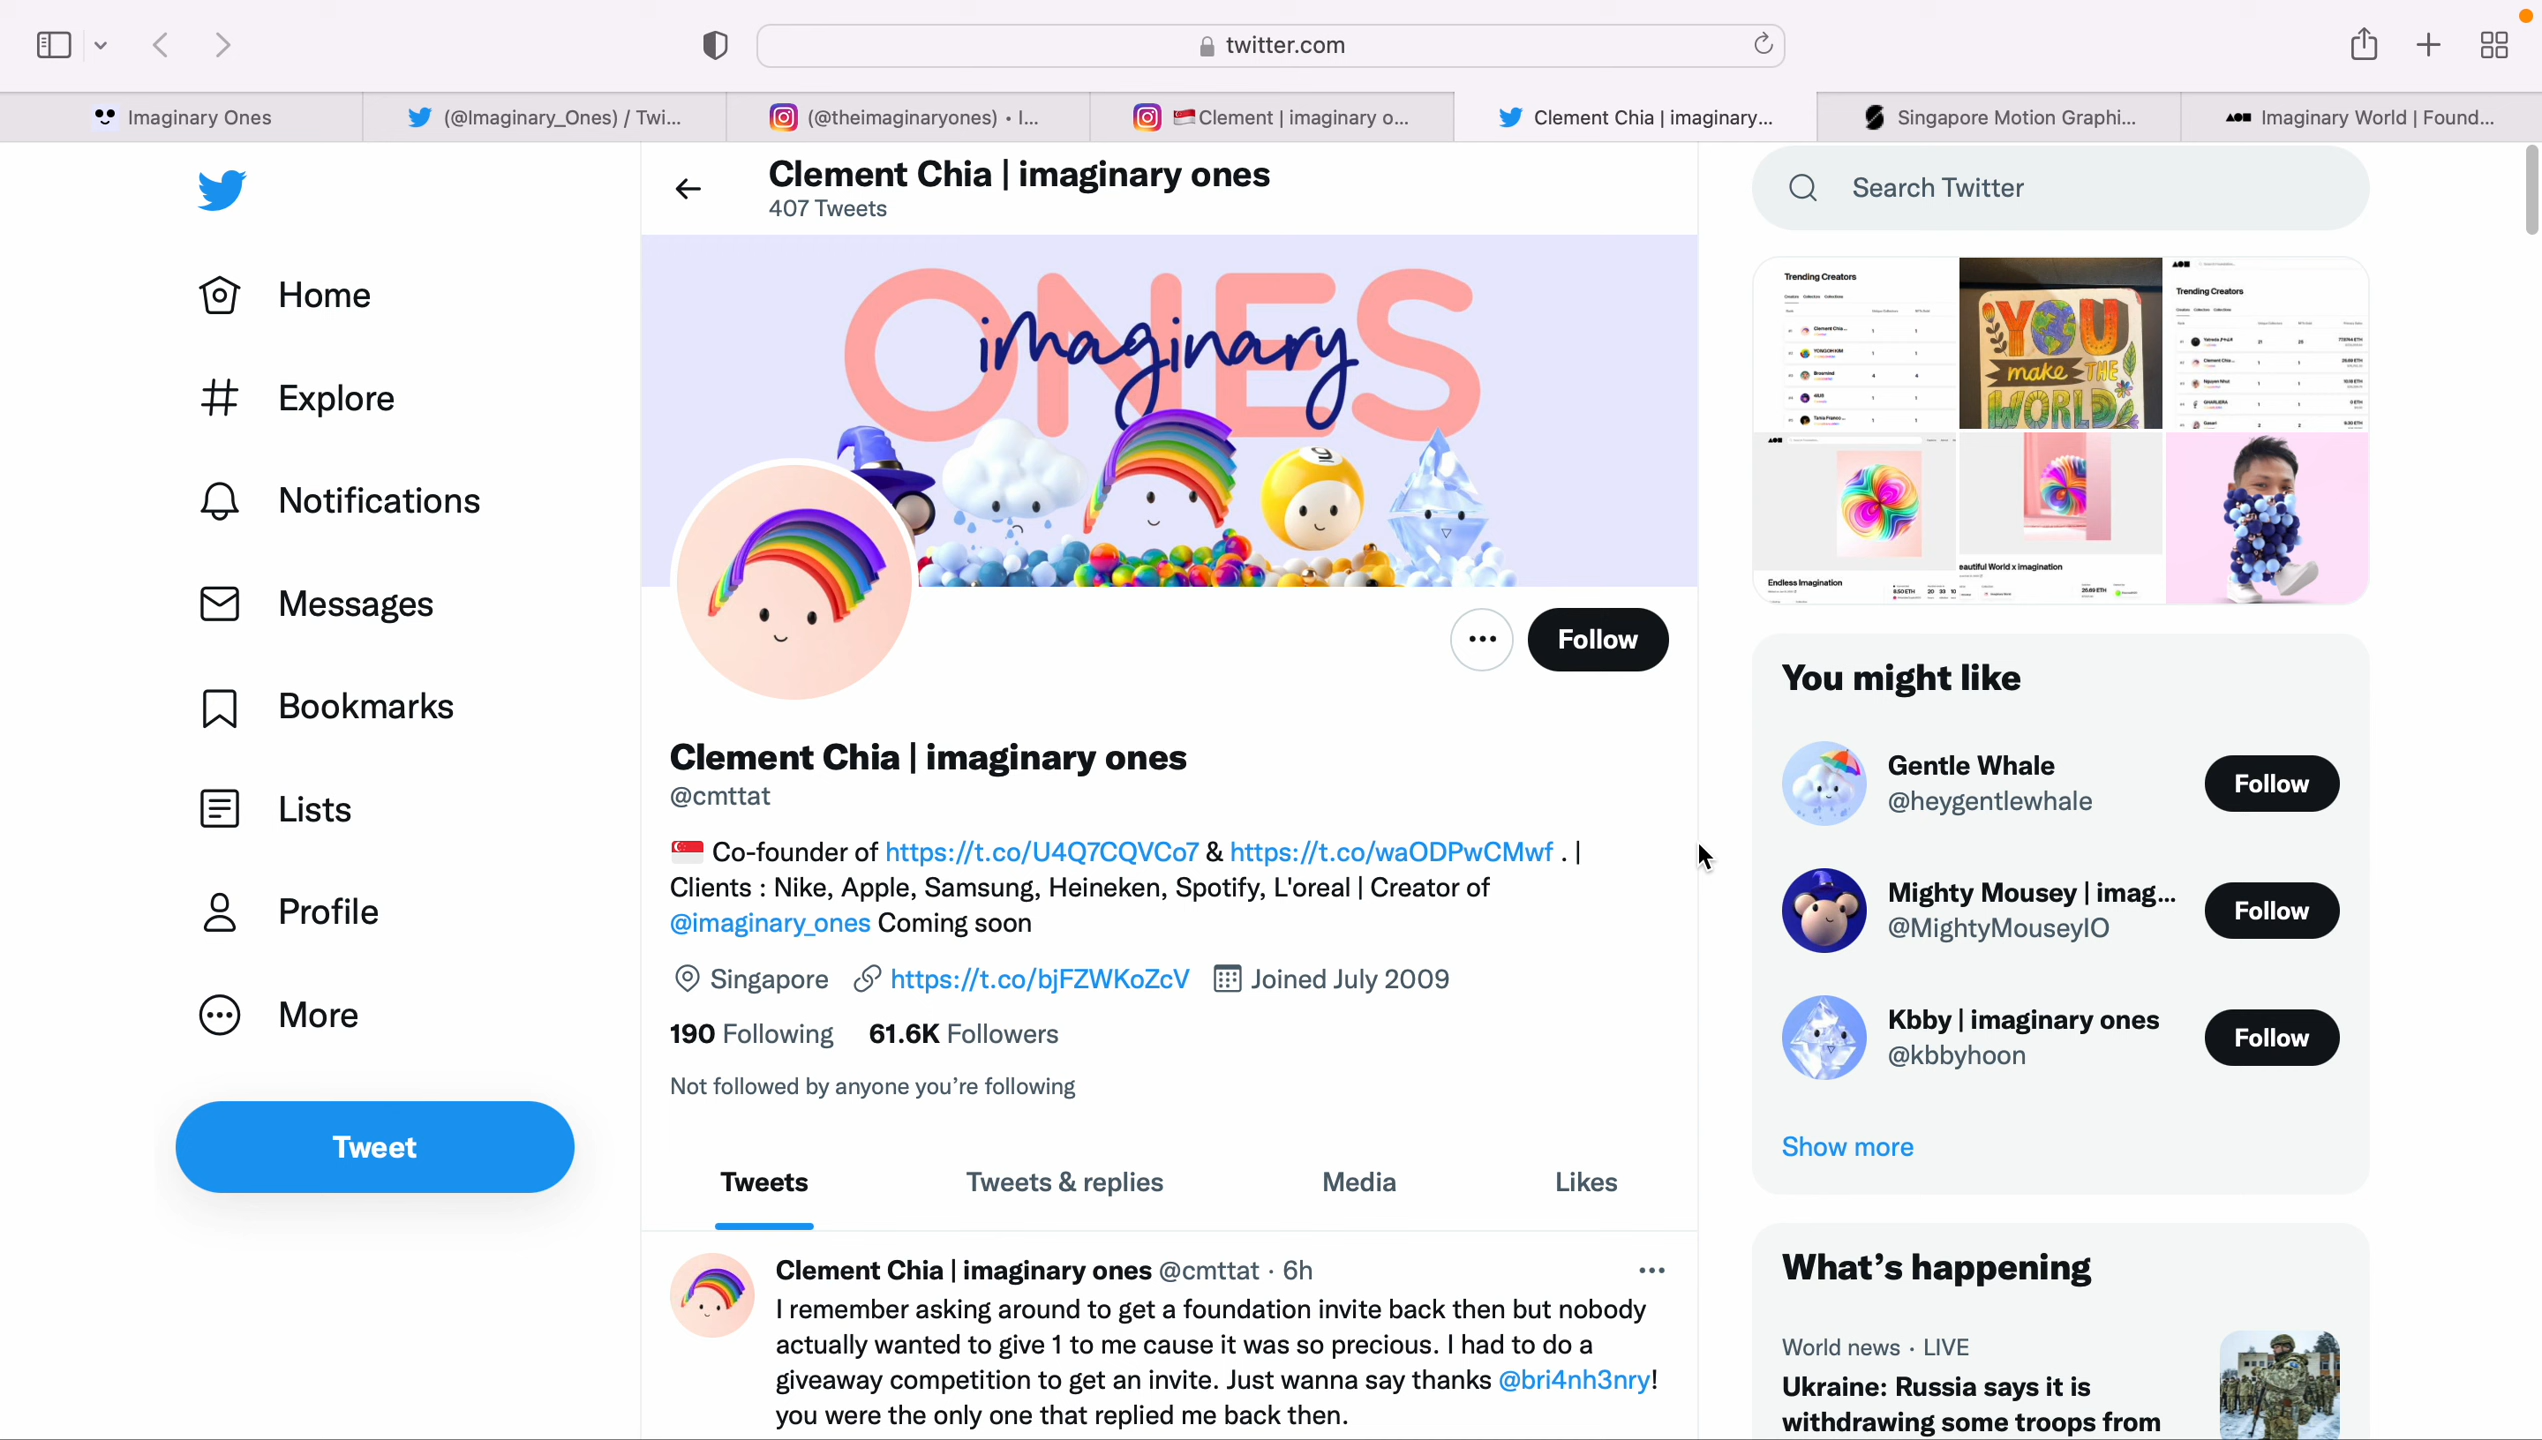 twitter.com
Imaginary Ones
(@Imaginary_Ones) / Twi...
(@theimaginaryones) • I...
🇸🇬Clement | imaginary o...
Clement Chia | imaginary...
Singapore Motion Graphi...
Imaginary World | Found...
Home
Explore
Notifications
Messages
Bookmarks
Lists
Profile
More
Tweet
Clement Chia | imaginary ones
407 Tweets
ONES
imaginary
Follow
Clement Chia | imaginary ones
@cmttat
🇸🇬 Co-founder of https://t.co/U4Q7CQVCo7 & https://t.co/waODPwCMwf . |
Clients : Nike, Apple, Samsung, Heineken, Spotify, L'oreal | Creator of
@imaginary_ones Coming soon
Singapore https://t.co/bjFZWKoZcV Joined July 2009
190 Following 61.6K Followers
Not followed by anyone you’re following
Tweets Tweets & replies Media Likes
Clement Chia | imaginary ones @cmttat · 6h
I remember asking around to get a foundation invite back then but nobody
actually wanted to give 1 to me cause it was so precious. I had to do a
giveaway competition to get an invite. Just wanna say thanks @bri4nh3nry!
you were the only one that replied me back then.
Search Twitter
Trending Creators
YOU
make THE
WORLD
Trending Creators
Endless Imagination
eautiful World x imagination
You might like
Gentle Whale
@heygentlewhale
Follow
Mighty Mousey | imag...
@MightyMouseyIO
Follow
Kbby | imaginary ones
@kbbyhoon
Follow
Show more
What’s happening
World news · LIVE
Ukraine: Russia says it is
withdrawing some troops from